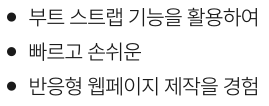 • 부트 스트랩 기능을 활용하여
• 빠르고 손쉬운
• 반응형 웹페이지 제작을 경험